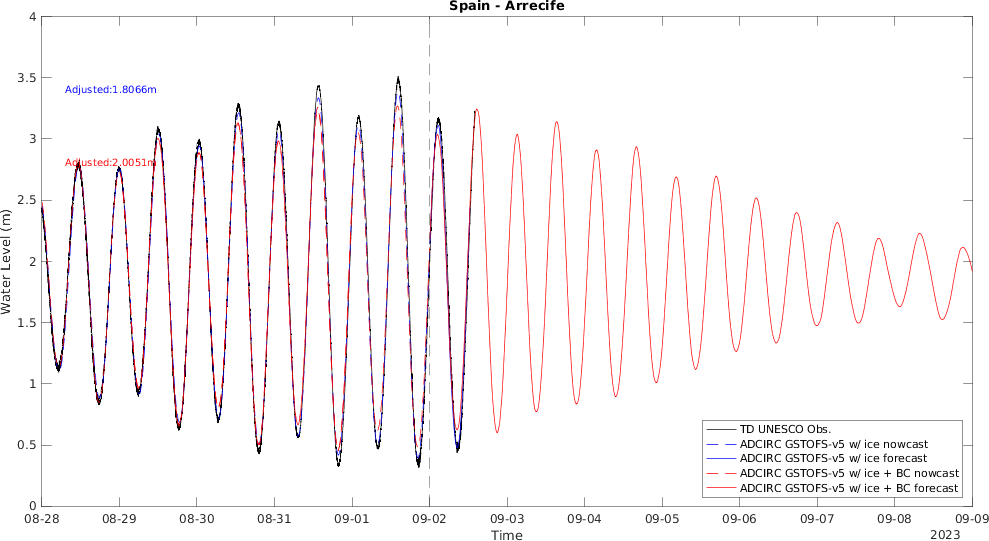 Spain - Arrecife
4
3.5
3
2.5
2
1.5
1
0.5
0
Water Level (m)
Adjusted:1.8066m
Adjusted:2.0051m
TD UNESCO Obs.
ADCIRC GSTOFS-v5 w/ ice nowcast
ADCIRC GSTOFS-v5 w/ ice forecast
ADCIRC GSTOFS-v5 w/ ice + BC nowcast
ADCIRC GSTOFS-v5 w/ ice + BC forecast
08-28 08-29 08-30 08-31 09-01 09-02 09-03 09-04 09-05 09-06 09-07 09-08 09-09
Time
2023